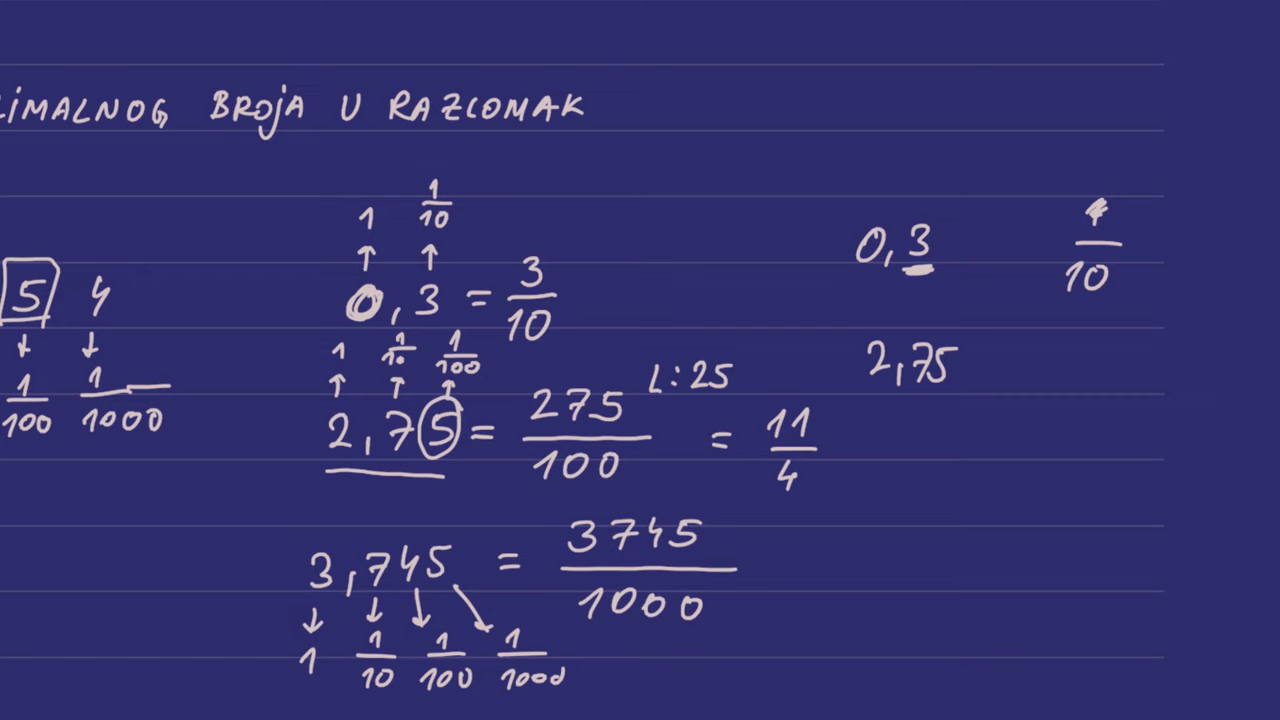 LIMALNOG BROJA U RAZLOMAK
1 1/10
0,3 = 3/10
0,3 /10
5 4
1/100 1/1000
1 1/10 1/100
2,75 = 275/100 L:25 = 11/4
2,75
3,745 = 3745/1000
1 1/10 1/100 1/1000